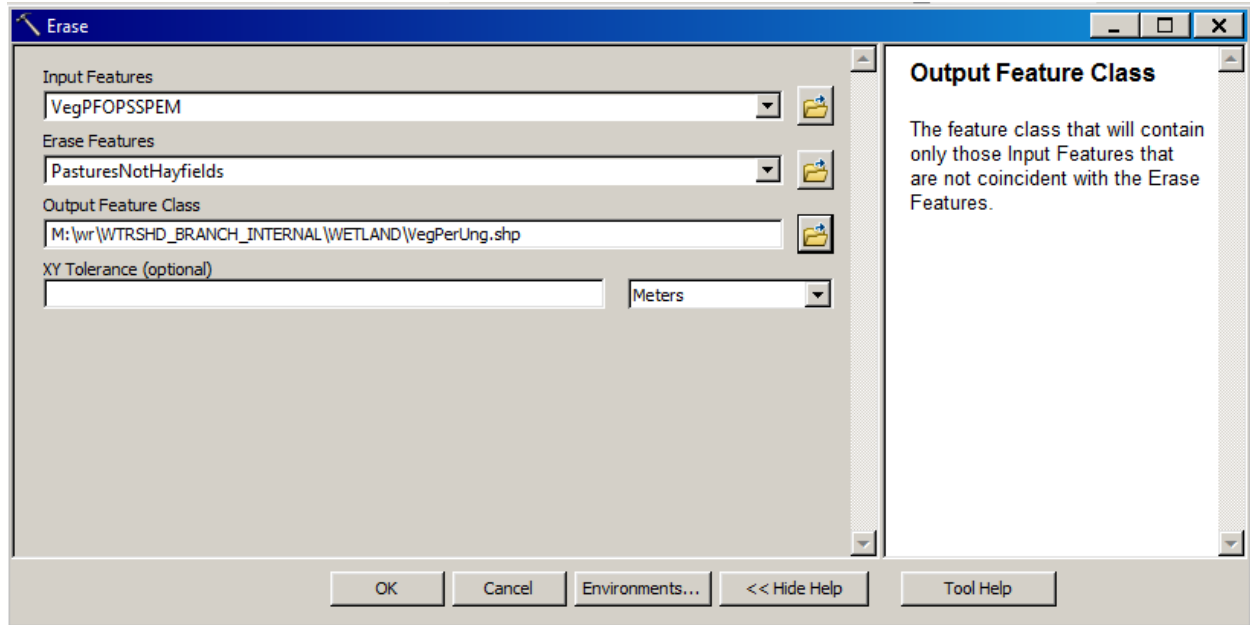 Erase
Input Features
VegPFOPSSPEM
Erase Features
PasturesNotHayfields
Output Feature Class
M:\wr\WTRSHD_BRANCH_INTERNAL\WETLAND\VegPerUng.shp
XY Tolerance (optional)
Meters
Output Feature Class
The feature class that will contain
only those Input Features that
are not coincident with the Erase
Features.
OK Cancel Environments... << Hide Help Tool Help